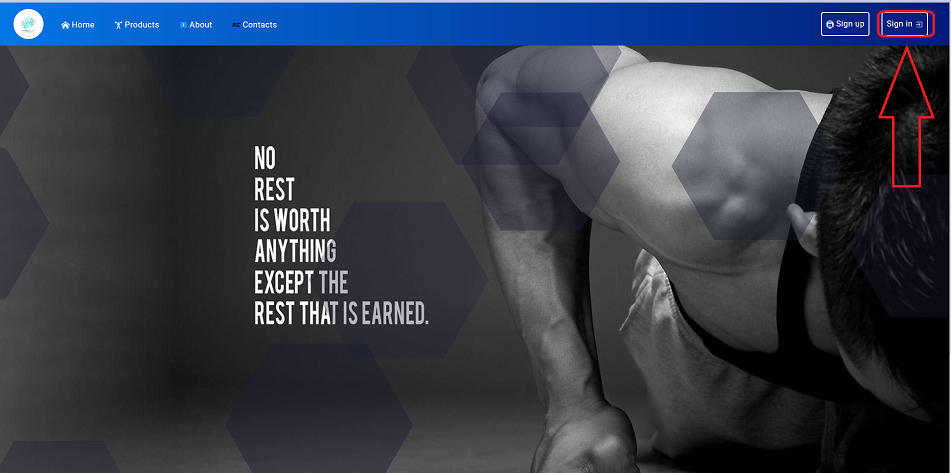 Home Products About Contacts Sign up Sign in
NO
REST
IS WORTH
ANYTHING
EXCEPT THE
REST THAT IS EARNED.